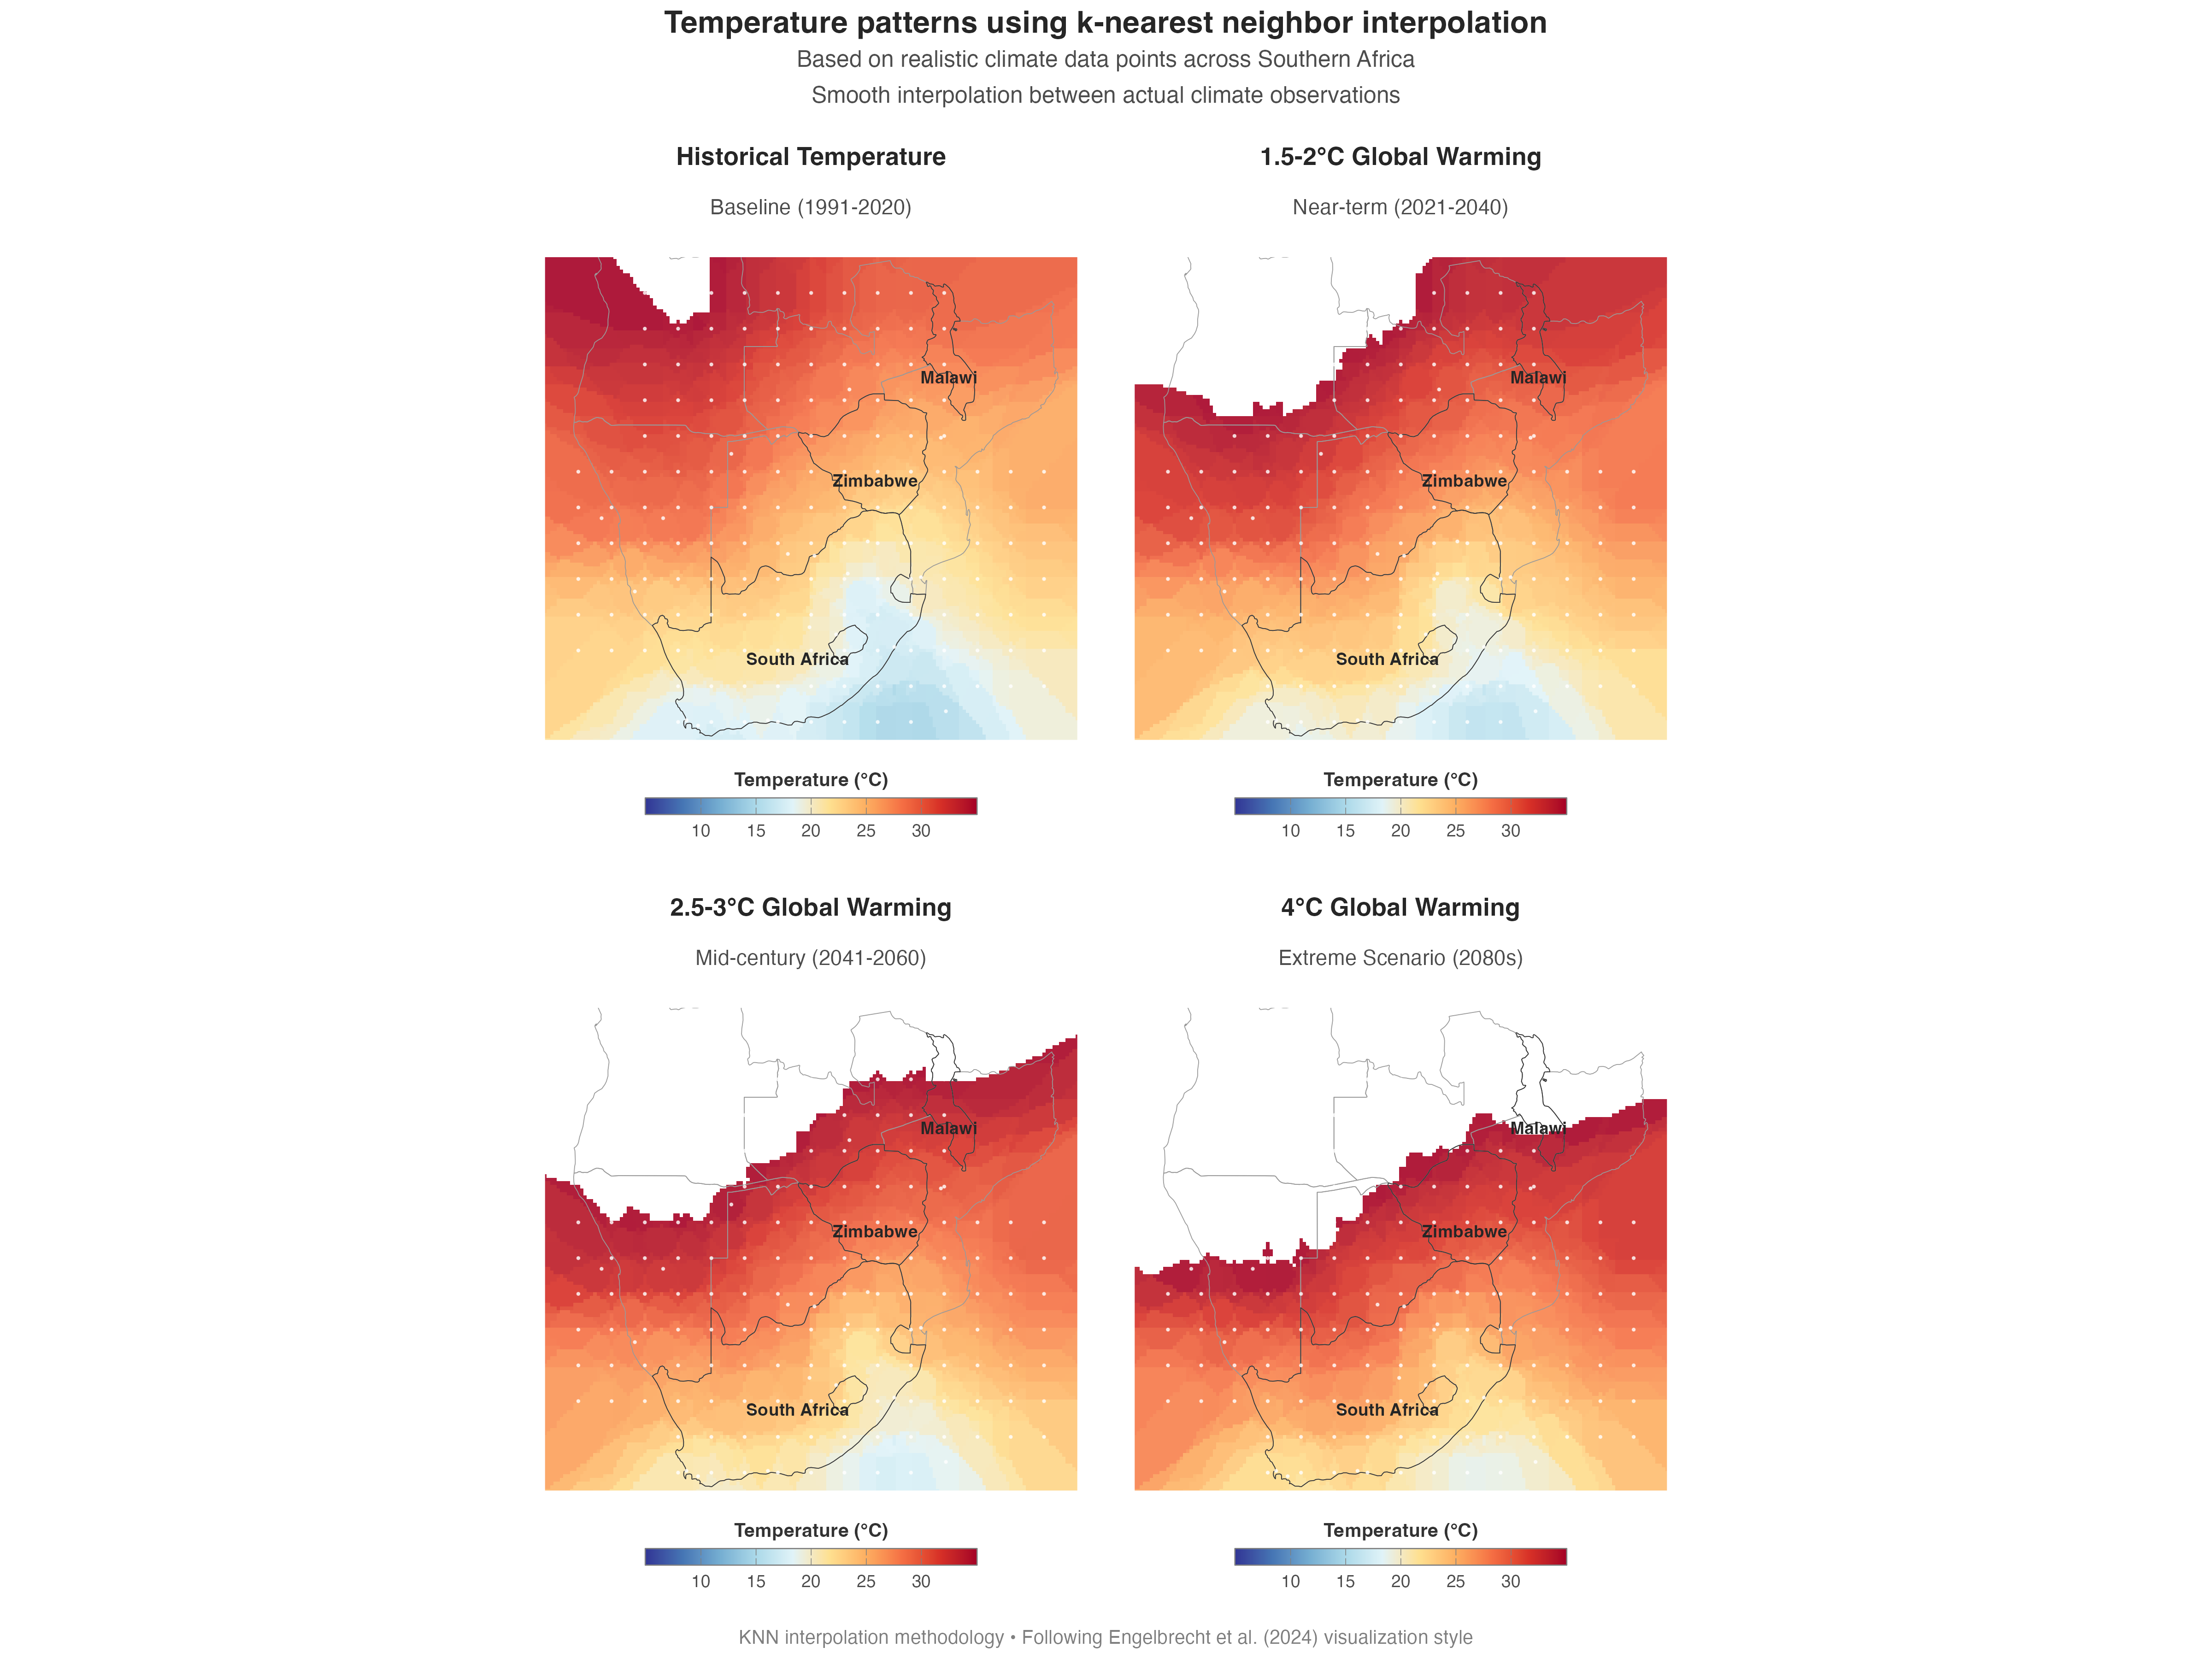 Temperature patterns using k-nearest neighbor interpolation
Based on realistic climate data points across Southern Africa
Smooth interpolation between actual climate observations
Historical Temperature
Baseline (1991-2020)
Malawi
Zimbabwe
South Africa
Temperature (°C)
10 15 20 25 30
1.5-2°C Global Warming
Near-term (2021-2040)
Malawi
Zimbabwe
South Africa
Temperature (°C)
10 15 20 25 30
2.5-3°C Global Warming
Mid-century (2041-2060)
Malawi
Zimbabwe
South Africa
Temperature (°C)
10 15 20 25 30
4°C Global Warming
Extreme Scenario (2080s)
Malawi
Zimbabwe
South Africa
Temperature (°C)
10 15 20 25 30
KNN interpolation methodology • Following Engelbrecht et al. (2024) visualization style